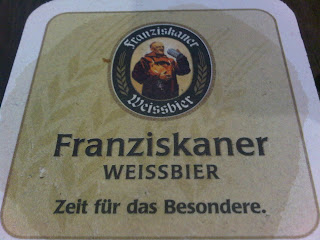 Franziskaner
Weissbier
Franziskaner
WEISSBIER
Zeit für das Besondere.